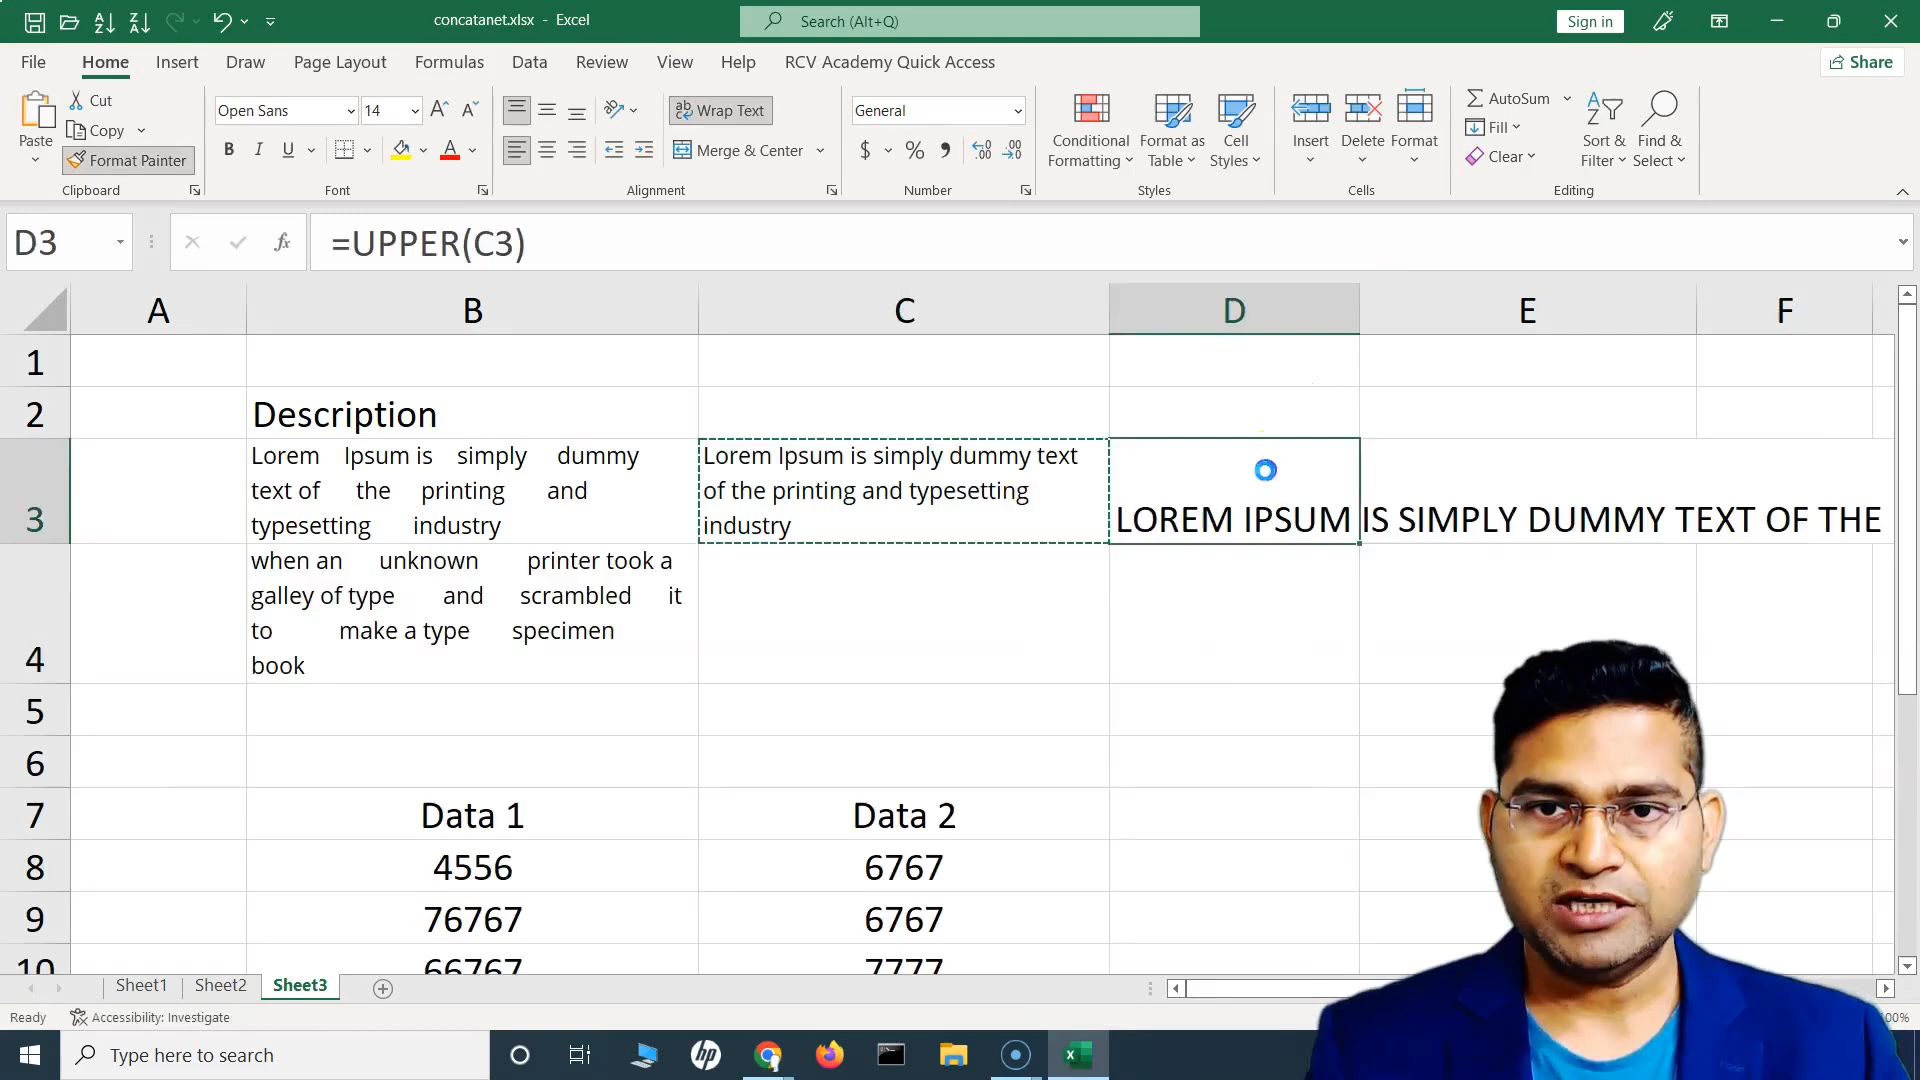 concatanet.xlsx - Excel
Search (Alt+Q)
Sign in
File Home Insert Draw Page Layout Formulas Data Review View Help RCV Academy Quick Access
Share
Paste
Cut
Copy
Format Painter
Clipboard
Open Sans
14
B I U
Font
Wrap Text
Merge & Center
Alignment
General
$ % ,
Number
Conditional Formatting
Format as Table
Cell Styles
Styles
Insert
Delete
Format
Cells
AutoSum
Fill
Clear
Sort & Filter
Find & Select
Editing
D3
fx
=UPPER(C3)
A B C D E F
1
2 Description
3
Lorem Ipsum is simply dummy
text of the printing and
typesetting industry
Lorem Ipsum is simply dummy text
of the printing and typesetting
industry
LOREM IPSUM IS SIMPLY DUMMY TEXT OF THE
4
when an unknown printer took a
galley of type and scrambled it
to make a type specimen
book
5
6
7 Data 1 Data 2
8 4556 6767
9 76767 6767
10 66767 7777
Sheet1 Sheet2 Sheet3
Ready
Accessibility: Investigate
Type here to search
hp